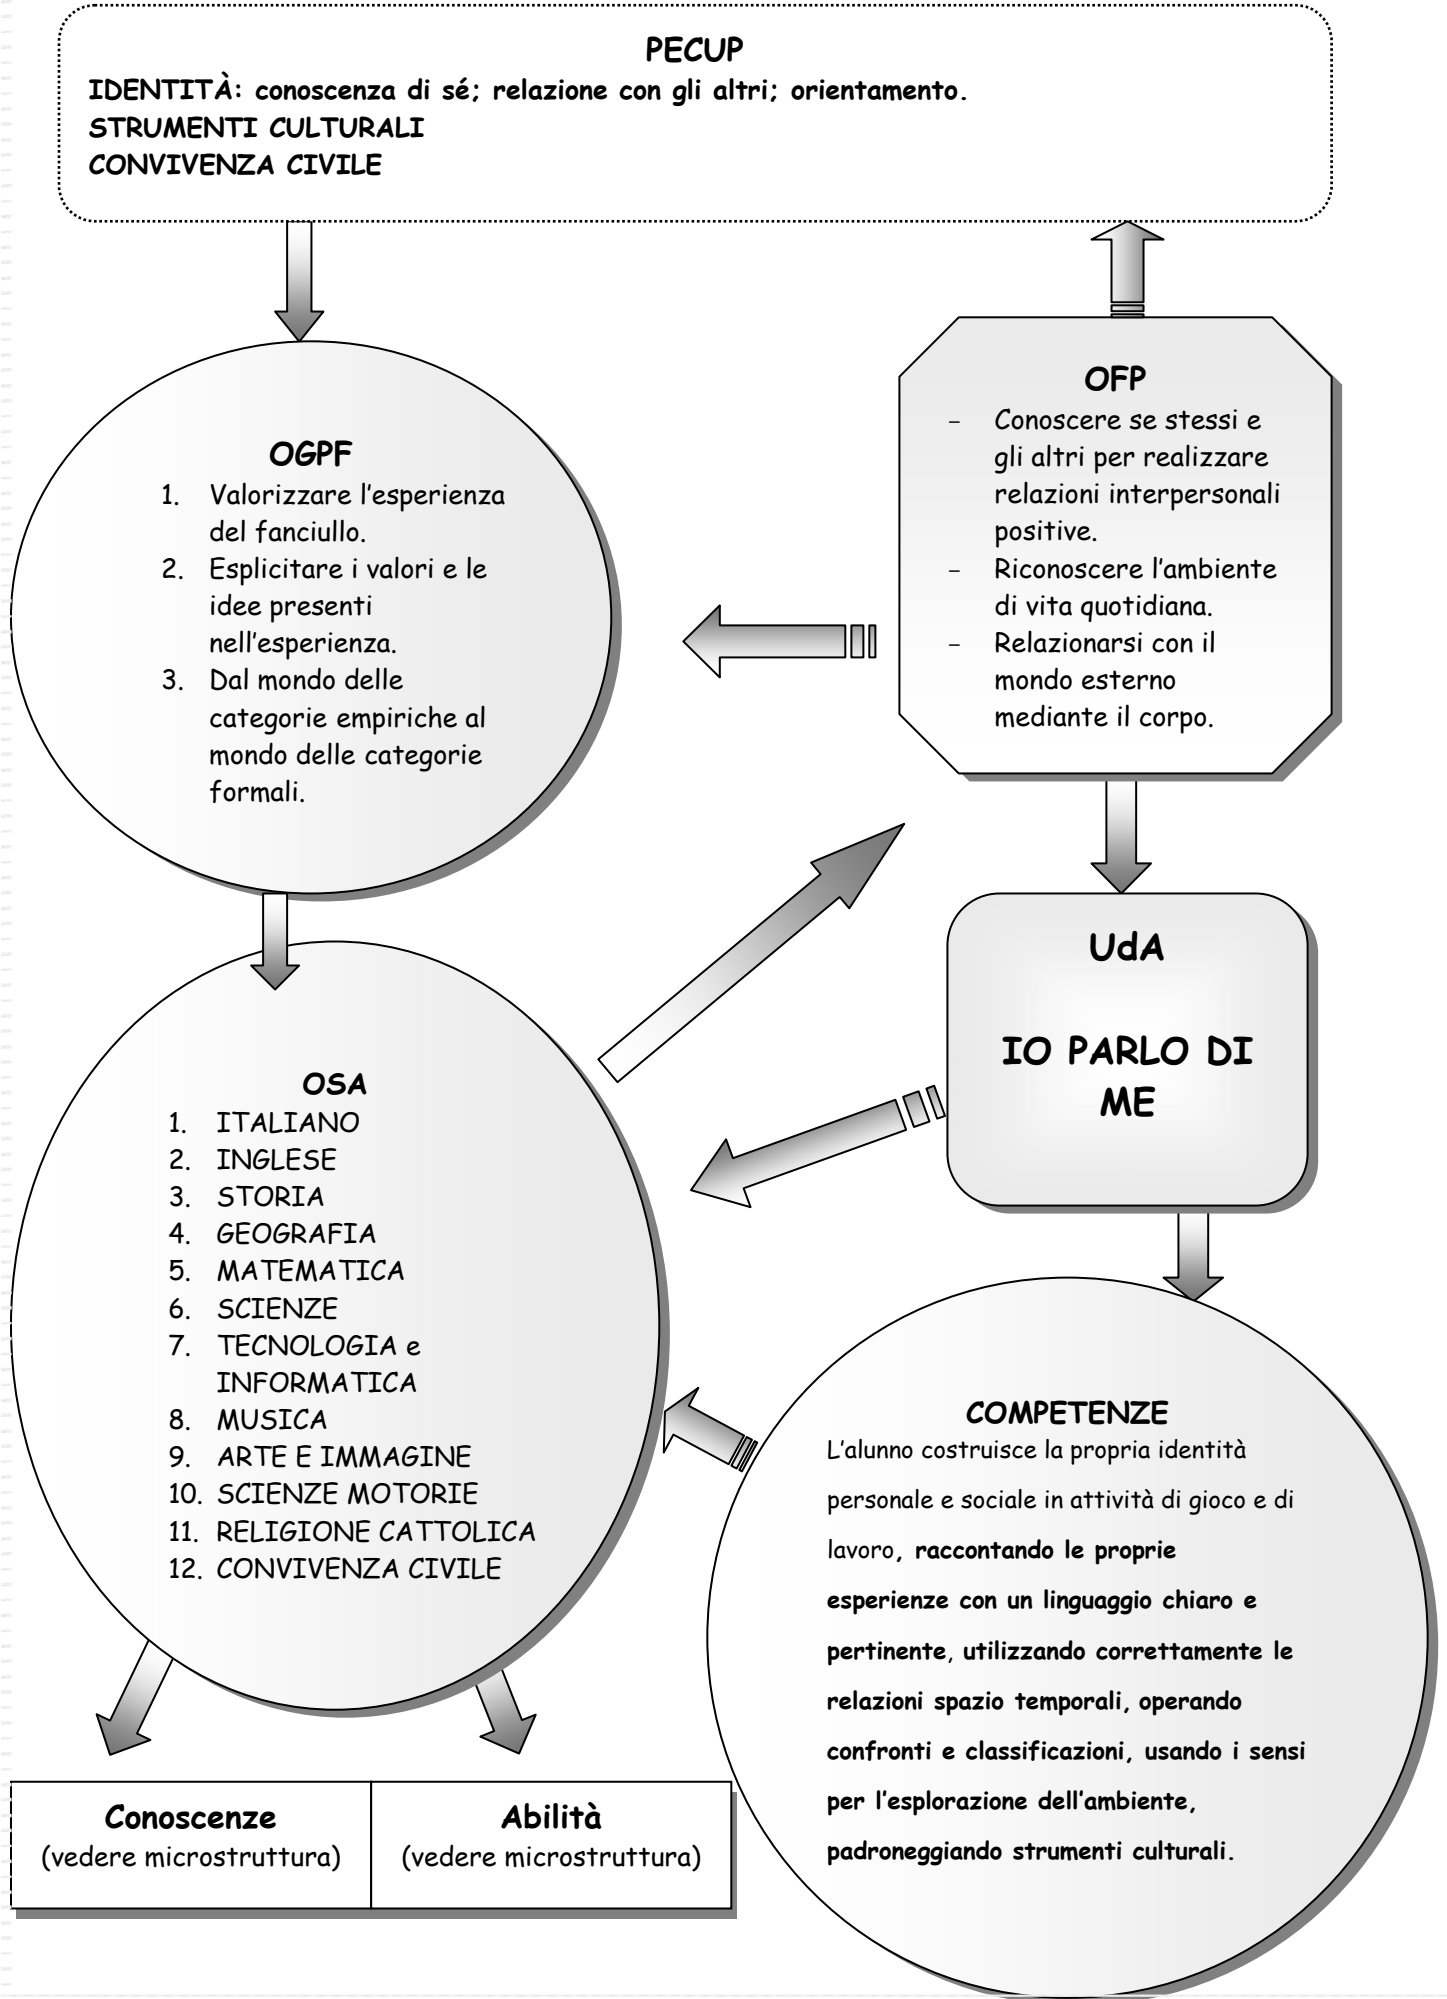 PECUP
IDENTITÀ: conoscenza di sé; relazione con gli altri; orientamento.
STRUMENTI CULTURALI
CONVIVENZA CIVILE
OGPF
1. Valorizzare l'esperienza
del fanciullo.
2. Esplicitare i valori e le
idee presenti
nell'esperienza.
3. Dal mondo delle
categorie empiriche al
mondo delle categorie
formali.
OFP
- Conoscere se stessi e
gli altri per realizzare
relazioni interpersonali
positive.
- Riconoscere l'ambiente
di vita quotidiana.
- Relazionarsi con il
mondo esterno
mediante il corpo.
UdA
IO PARLO DI
ME
OSA
1. ITALIANO
2. INGLESE
3. STORIA
4. GEOGRAFIA
5. MATEMATICA
6. SCIENZE
7. TECNOLOGIA e
INFORMATICA
8. MUSICA
9. ARTE E IMMAGINE
10. SCIENZE MOTORIE
11. RELIGIONE CATTOLICA
12. CONVIVENZA CIVILE
COMPETENZE
L'alunno costruisce la propria identità
personale e sociale in attività di gioco e di
lavoro, raccontando le proprie
esperienze con un linguaggio chiaro e
pertinente, utilizzando correttamente le
relazioni spazio temporali, operando
confronti e classificazioni, usando i sensi
per l'esplorazione dell'ambiente,
padroneggiando strumenti culturali.
Conoscenze
(vedere microstruttura)
Abilità
(vedere microstruttura)